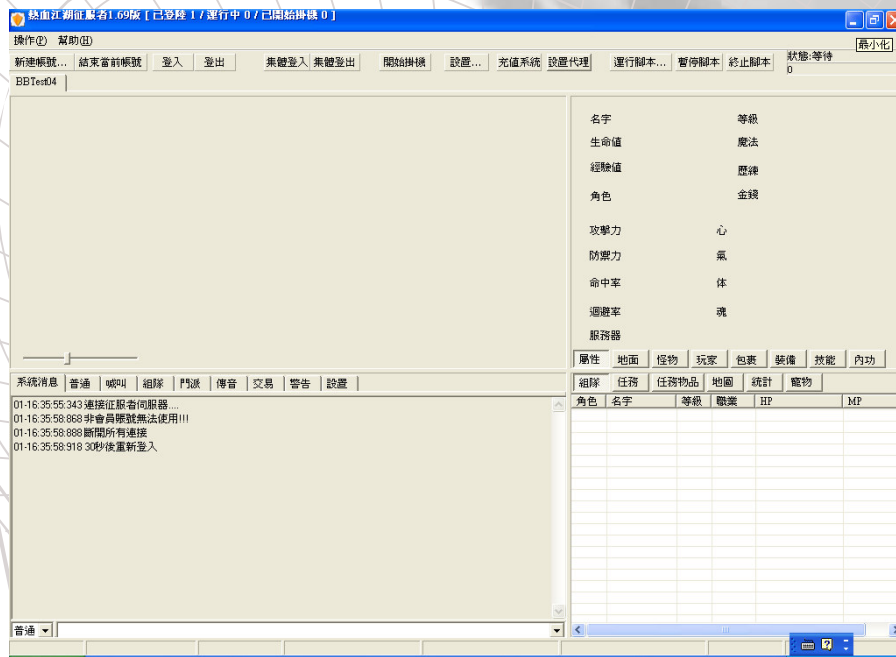 熱血江湖征服者1.69版 [ 已登陸 1 / 運行中 0 / 已開始掛機 0 ]
操作(P) 幫助(H)
最小化
新建帳號... 結束當前帳號 登入 登出 集體登入 集體登出 開始掛機 設置... 充值系統 設置代理 運行腳本... 暫停腳本 終止腳本 狀態:等待
0
BBTest04
名字 等級
生命值 魔法
經驗值 歷練
角色 金錢
攻擊力 心
防禦力 氣
命中率 体
迴避率 魂
服務器
屬性 地面 怪物 玩家 包裹 裝備 技能 內功
系統消息 普通 喊叫 組隊 門派 傳音 交易 警告 設置
組隊 任務 任務物品 地圖 統計 寵物
角色 名字 等級 職業 HP MP
01-16:35:55:343 連接征服者伺服器....
01-16:35:58:868 非會員賬號無法使用!!!
01-16:35:58:888 斷開所有連接
01-16:35:58:918 30秒後重新登入
普通